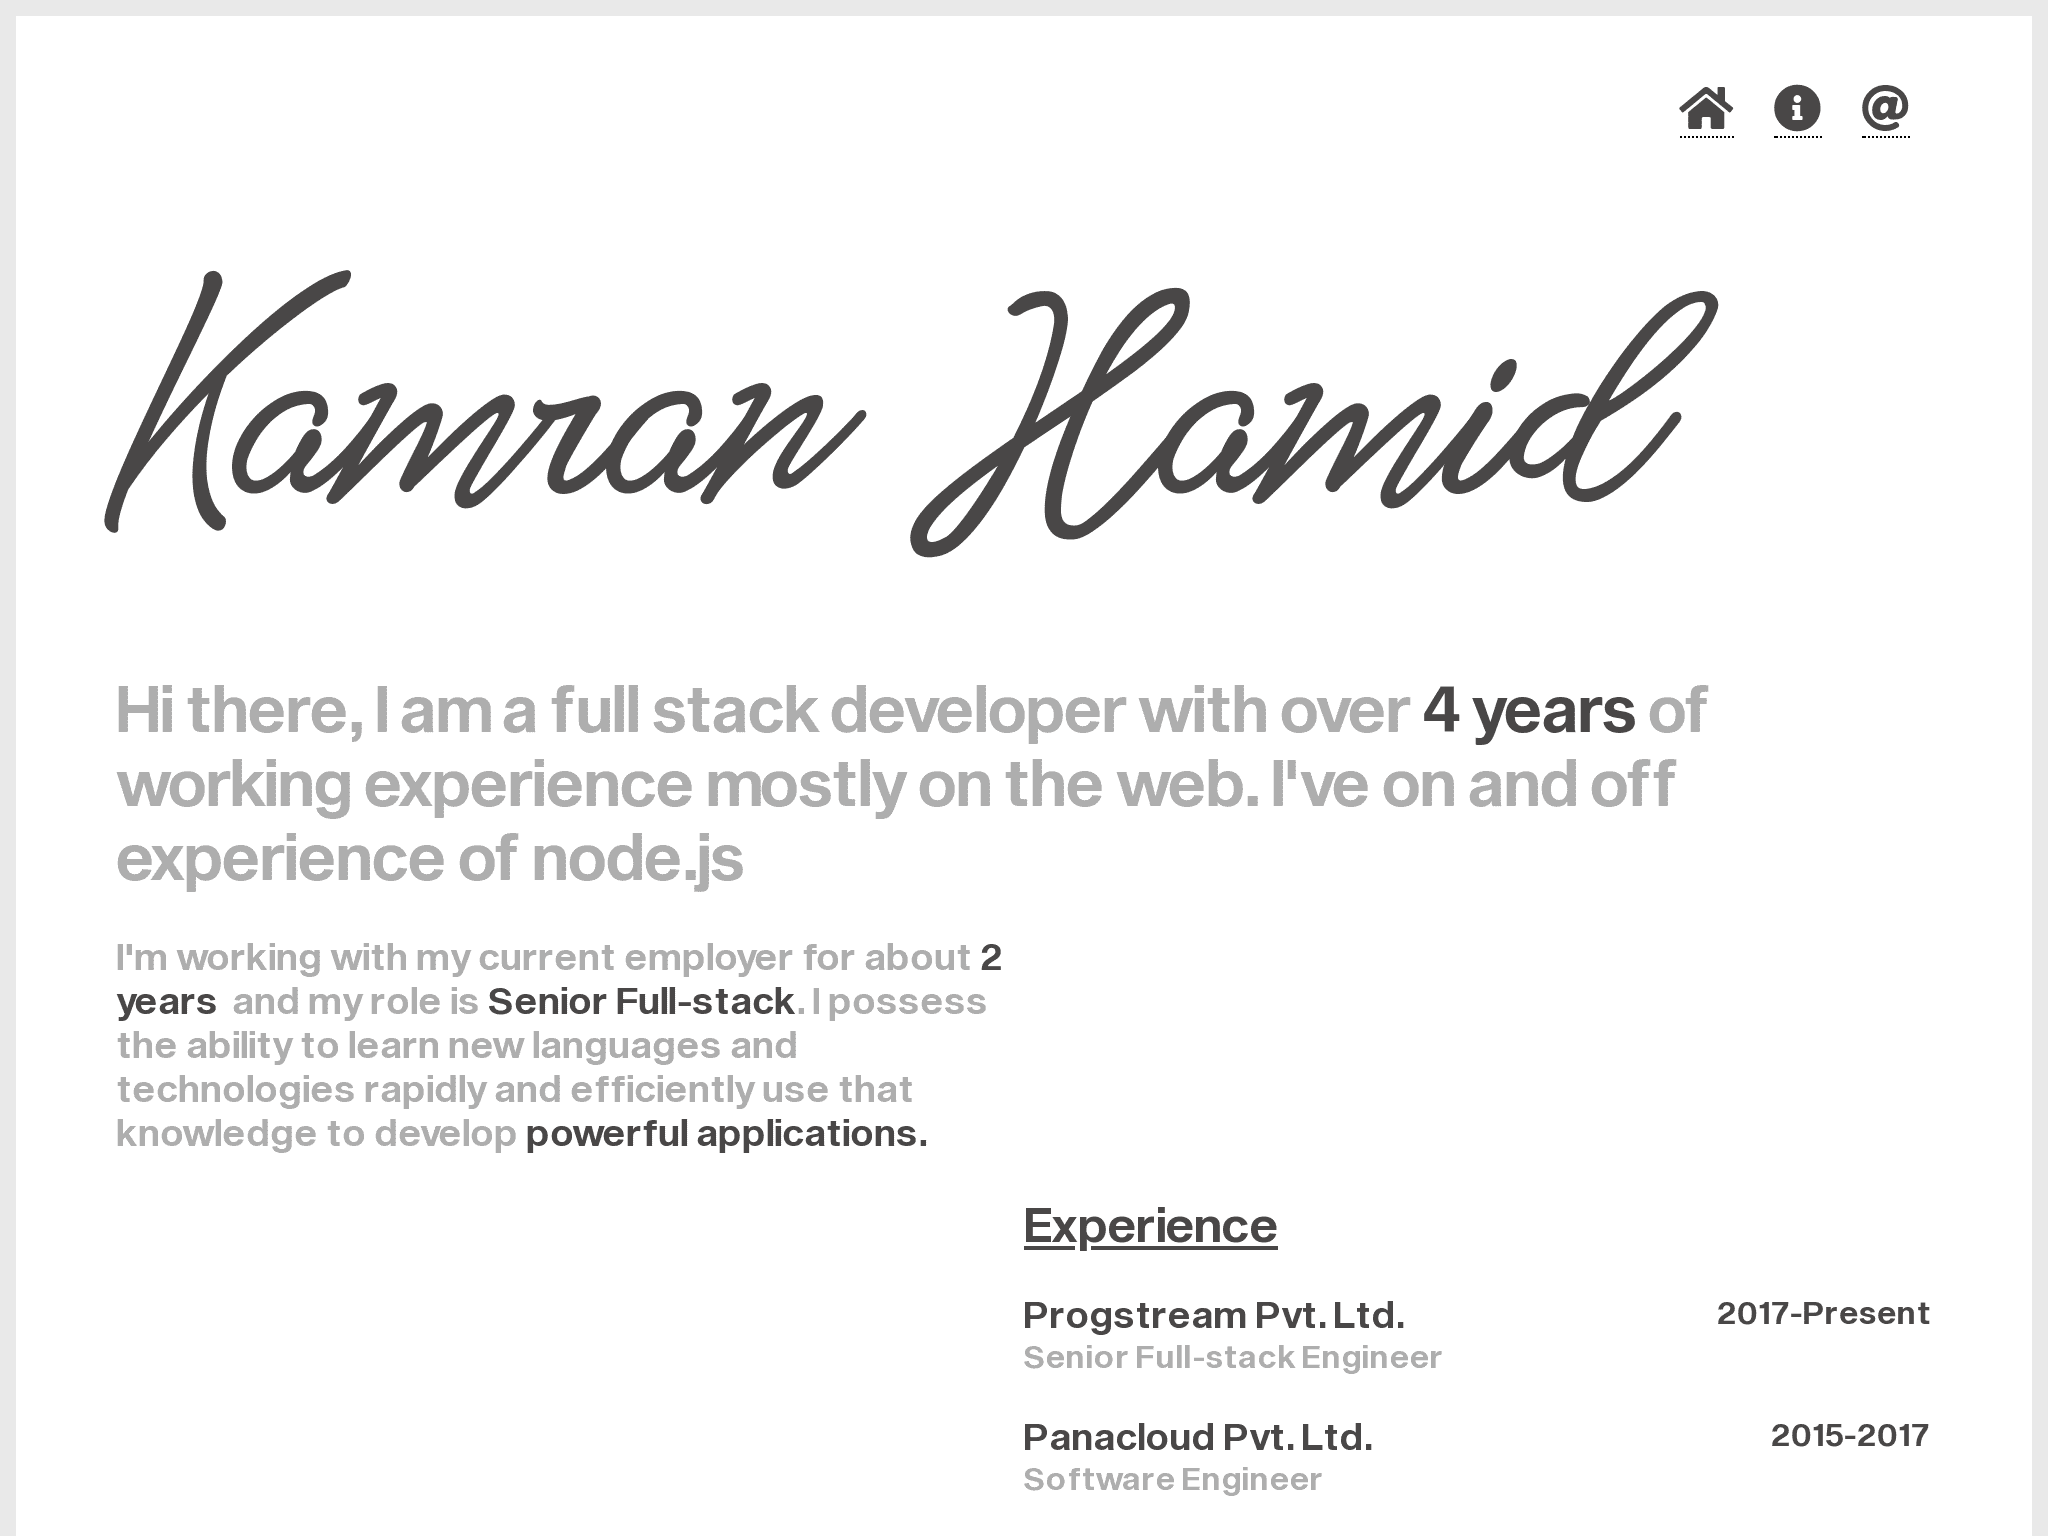 Kamran Hamid
Hi there, I am a full stack developer with over 4 years of
working experience mostly on the web. I've on and off
experience of node.js
I'm working with my current employer for about 2
years and my role is Senior Full-stack. I possess
the ability to learn new languages and
technologies rapidly and efficiently use that
knowledge to develop powerful applications.
Experience
Progstream Pvt. Ltd. 2017-Present
Senior Full-stack Engineer
Panacloud Pvt. Ltd. 2015-2017
Software Engineer